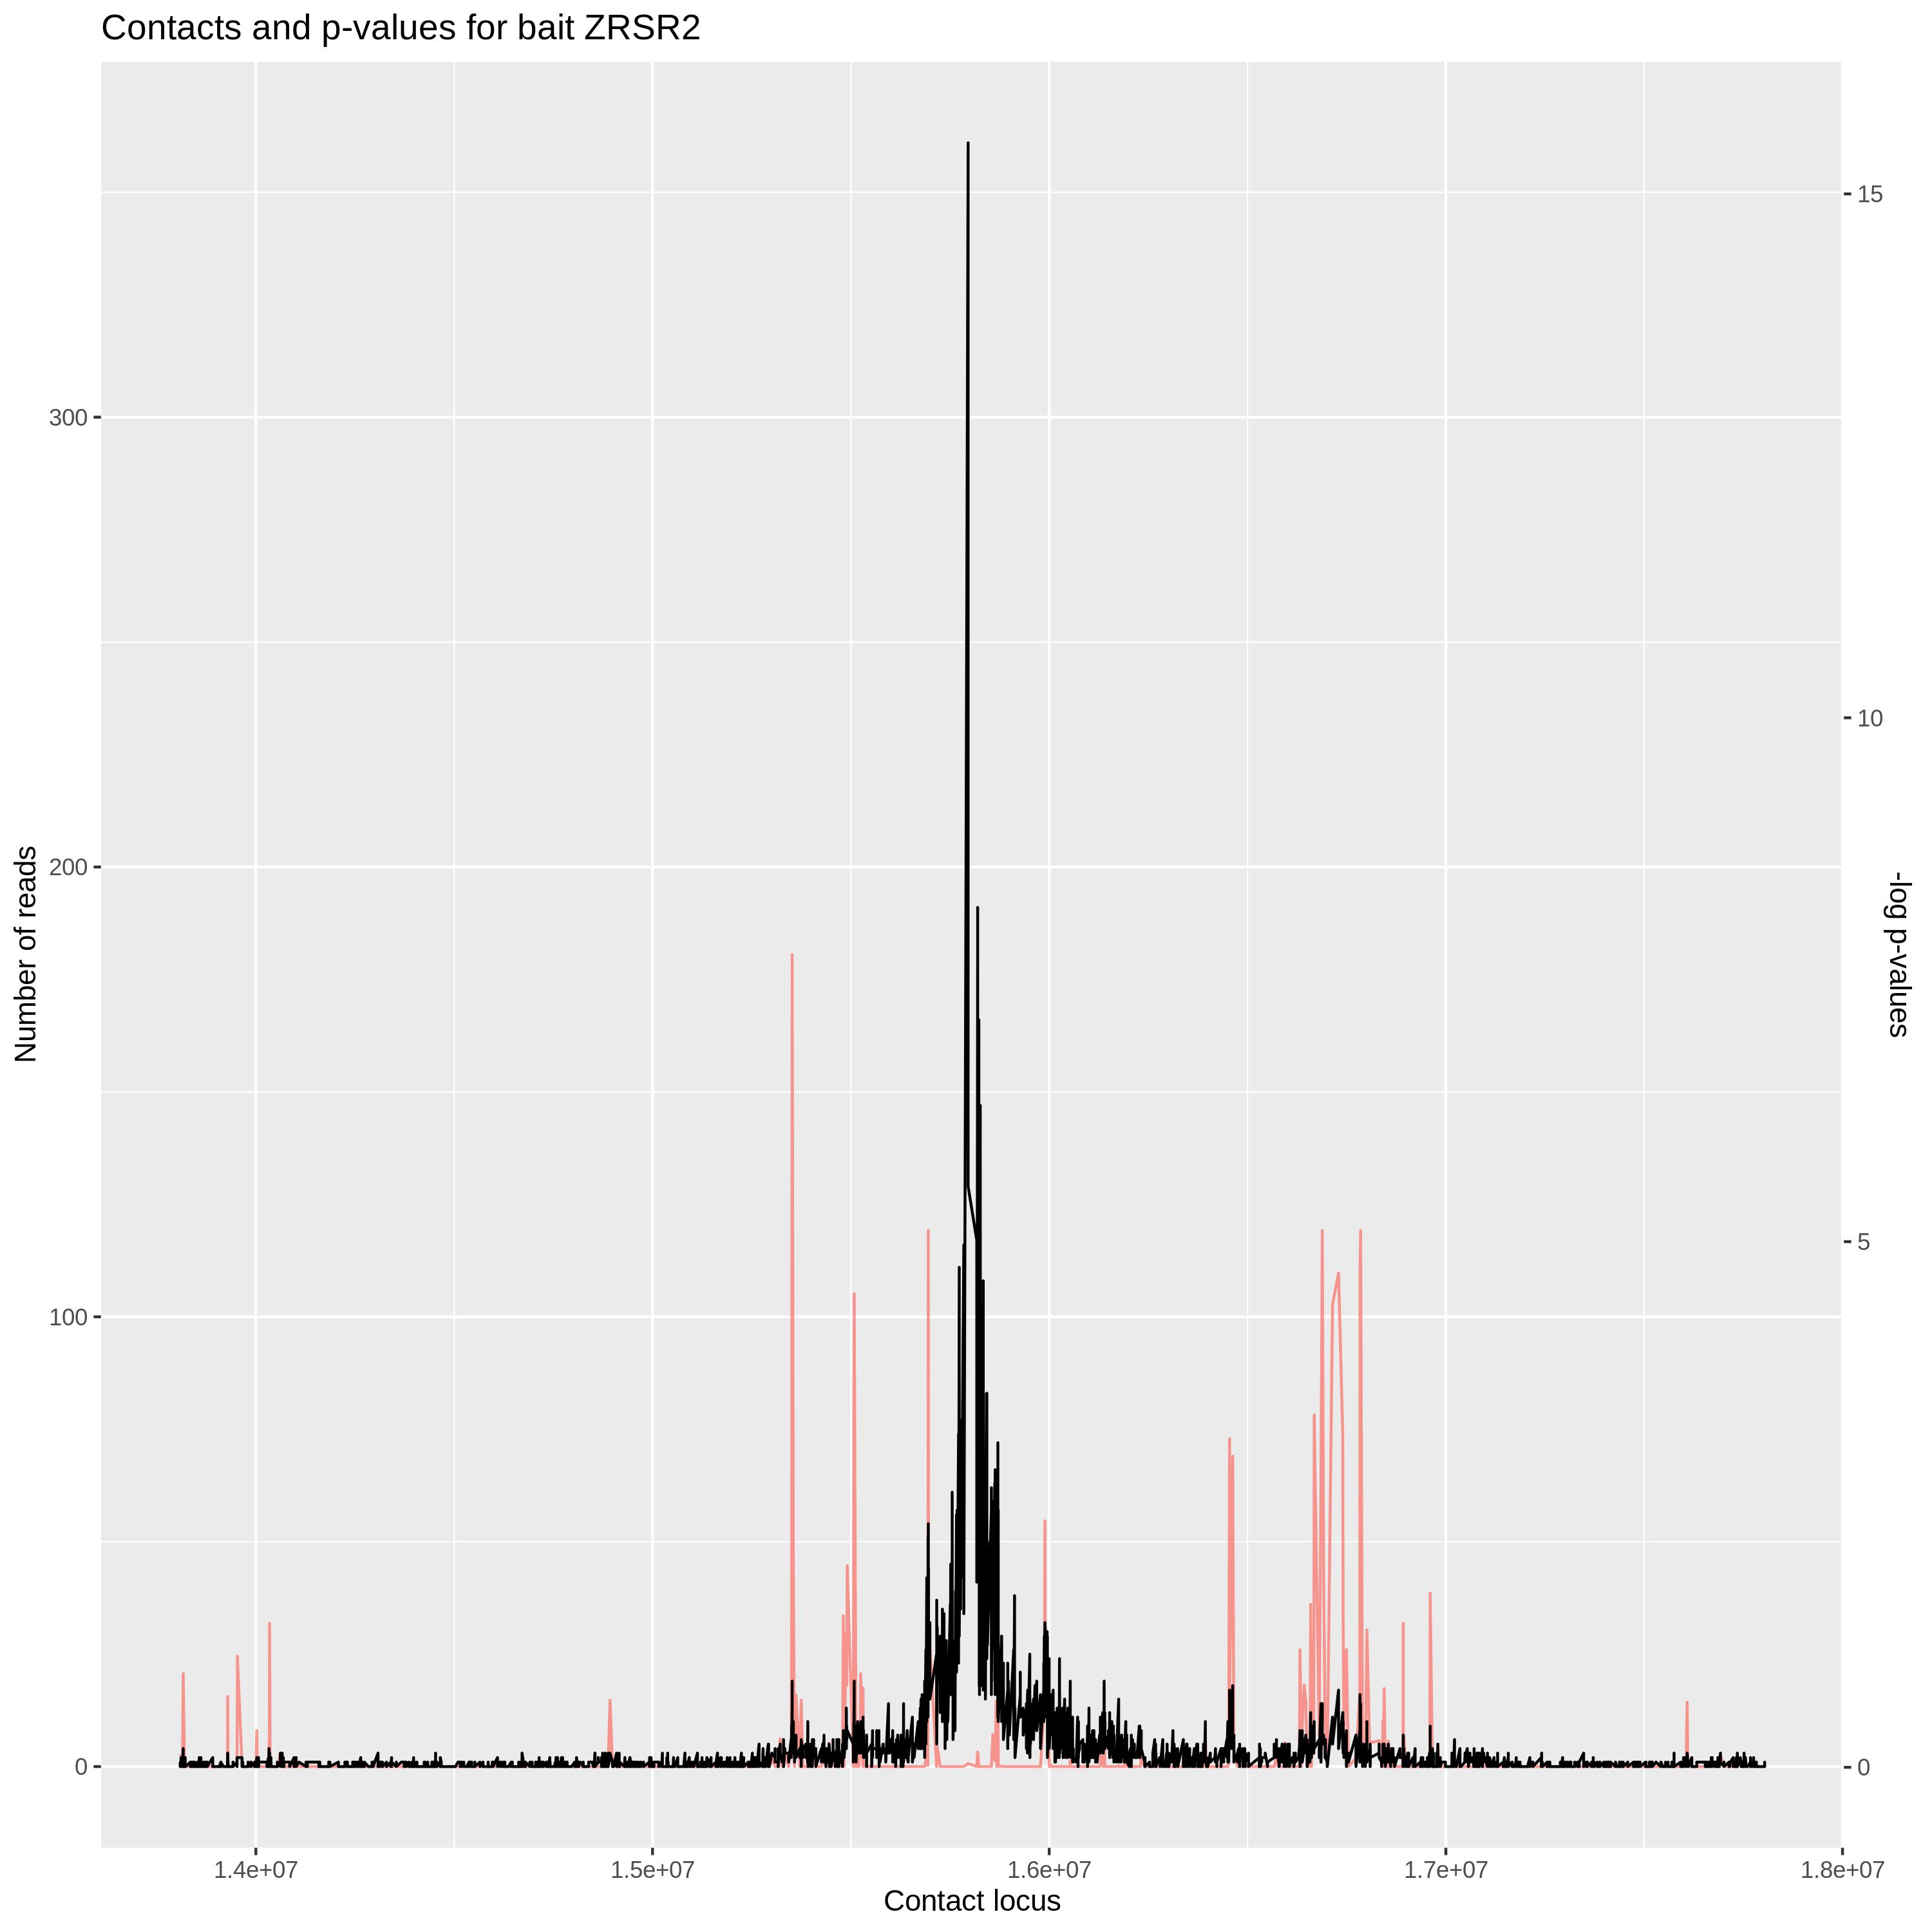 Contacts and p-values for bait ZRSR2
Number of reads
300
200
100
0
15
10
5
0
-log p-values
1.4e+07
1.5e+07
1.6e+07
1.7e+07
1.8e+07
Contact locus